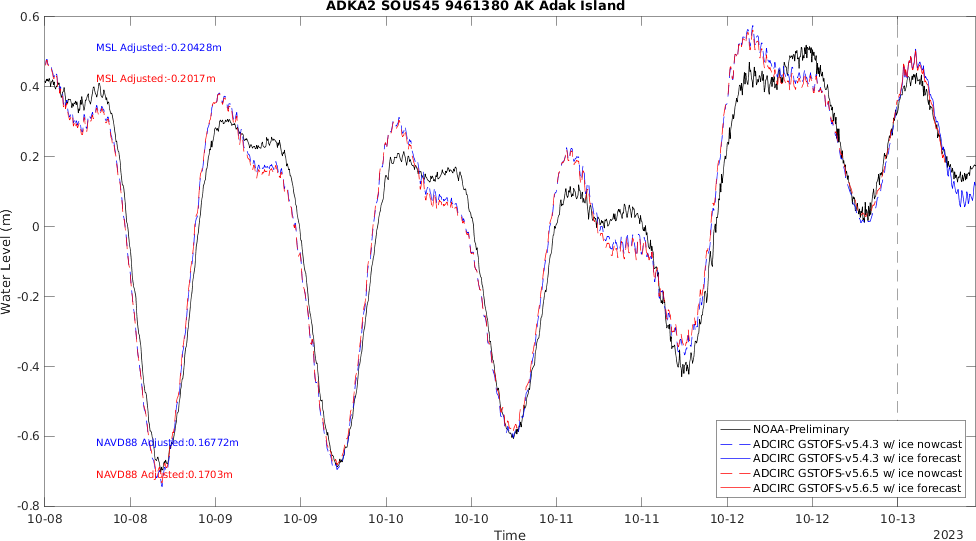 ADKA2 SOUS45 9461380 AK Adak Island
0.6
0.4
0.2
0
-0.2
-0.4
-0.6
-0.8
Water Level (m)
MSL Adjusted:-0.20428m
MSL Adjusted:-0.2017m
NAVD88 Adjusted:0.16772m
NAVD88 Adjusted:0.1703m
NOAA-Preliminary
ADCIRC GSTOFS-v5.4.3 w/ ice nowcast
ADCIRC GSTOFS-v5.4.3 w/ ice forecast
ADCIRC GSTOFS-v5.6.5 w/ ice nowcast
ADCIRC GSTOFS-v5.6.5 w/ ice forecast
10-08 10-08 10-09 10-09 10-10 10-10 10-11 10-11 10-12 10-12 10-13
Time
2023